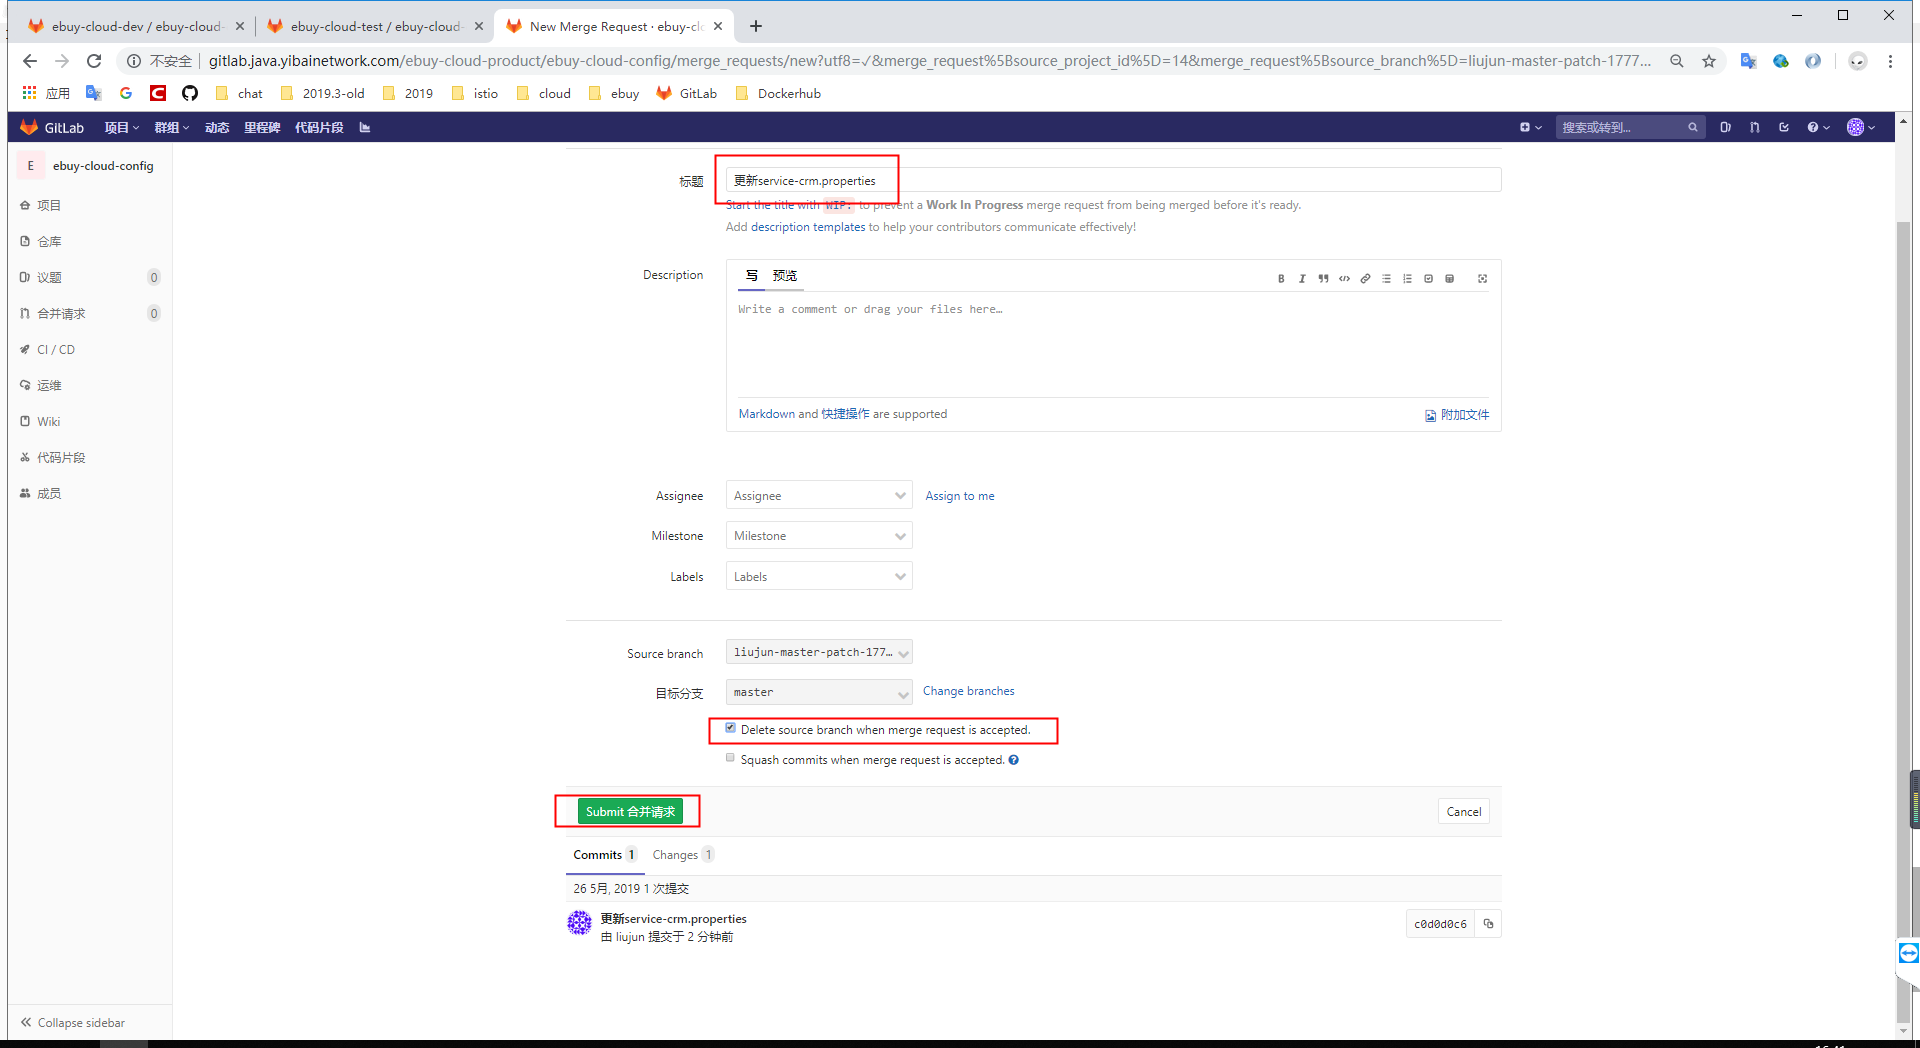 ebuy-cloud-dev / ebuy-cloud-
ebuy-cloud-test / ebuy-cloud-
New Merge Request · ebuy-cl
不安全 gitlab.java.yibainetwork.com/ebuy-cloud-product/ebuy-cloud-config/merge_requests/new?utf8=✓&merge_request%5Bsource_project_id%5D=14&merge_request%5Bsource_branch%5D=liujun-master-patch-1777...
应用 chat 2019.3-old 2019 istio cloud ebuy GitLab Dockerhub
GitLab 项目 群组 动态 里程碑 代码片段 搜索或转到...
E ebuy-cloud-config
项目
仓库
议题 0
合并请求 0
CI / CD
运维
Wiki
代码片段
成员
Collapse sidebar
标题 更新service-crm.properties
Start the title with WIP: to prevent a Work In Progress merge request from being merged before it's ready.
Add description templates to help your contributors communicate effectively!
Description 写 预览
Write a comment or drag your files here…
Markdown and 快捷操作 are supported 附加文件
Assignee Assignee Assign to me
Milestone Milestone
Labels Labels
Source branch liujun-master-patch-177…
目标分支 master Change branches
Delete source branch when merge request is accepted.
Squash commits when merge request is accepted.
Submit 合并请求 Cancel
Commits 1 Changes 1
26 5月, 2019 1 次提交
更新service-crm.properties
由 liujun 提交于 2 分钟前
c0d0d0c6